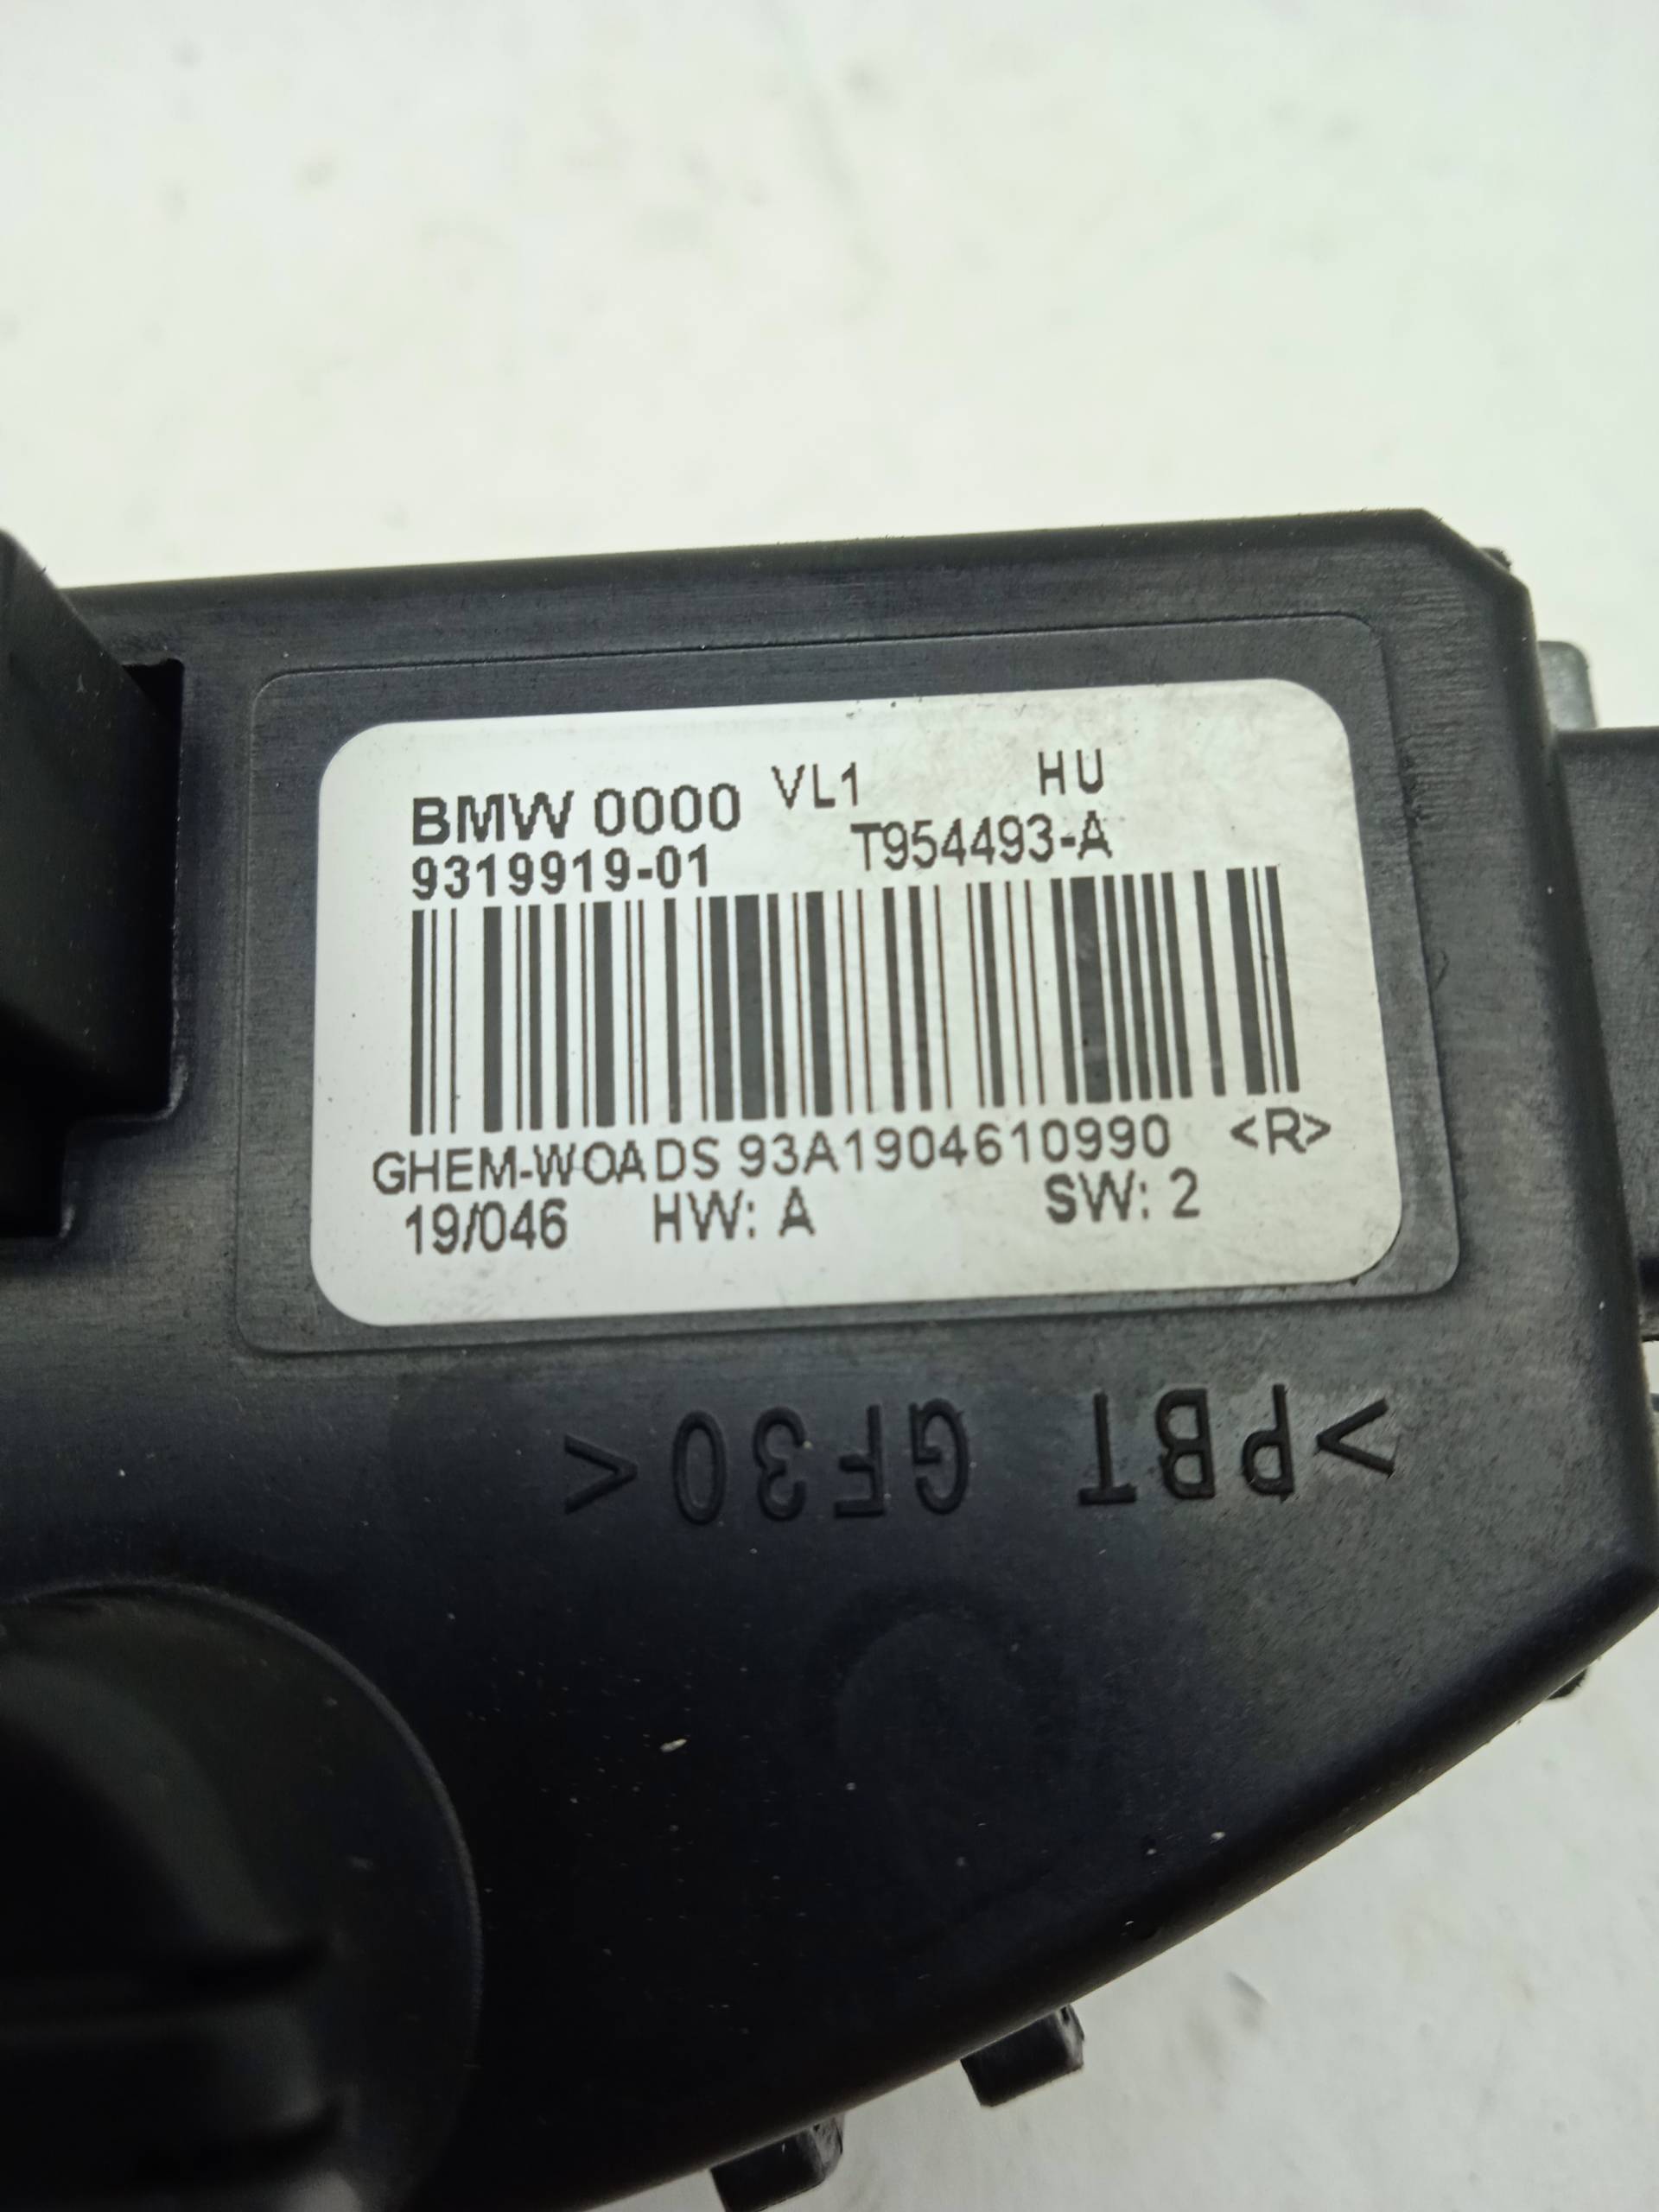 BMW 0000 VL1 HU
9319919-01 T954493-A
GHEM-WOADS 93A1904610990 <R>
19/046 HW: A SW: 2
>PBT GF30<